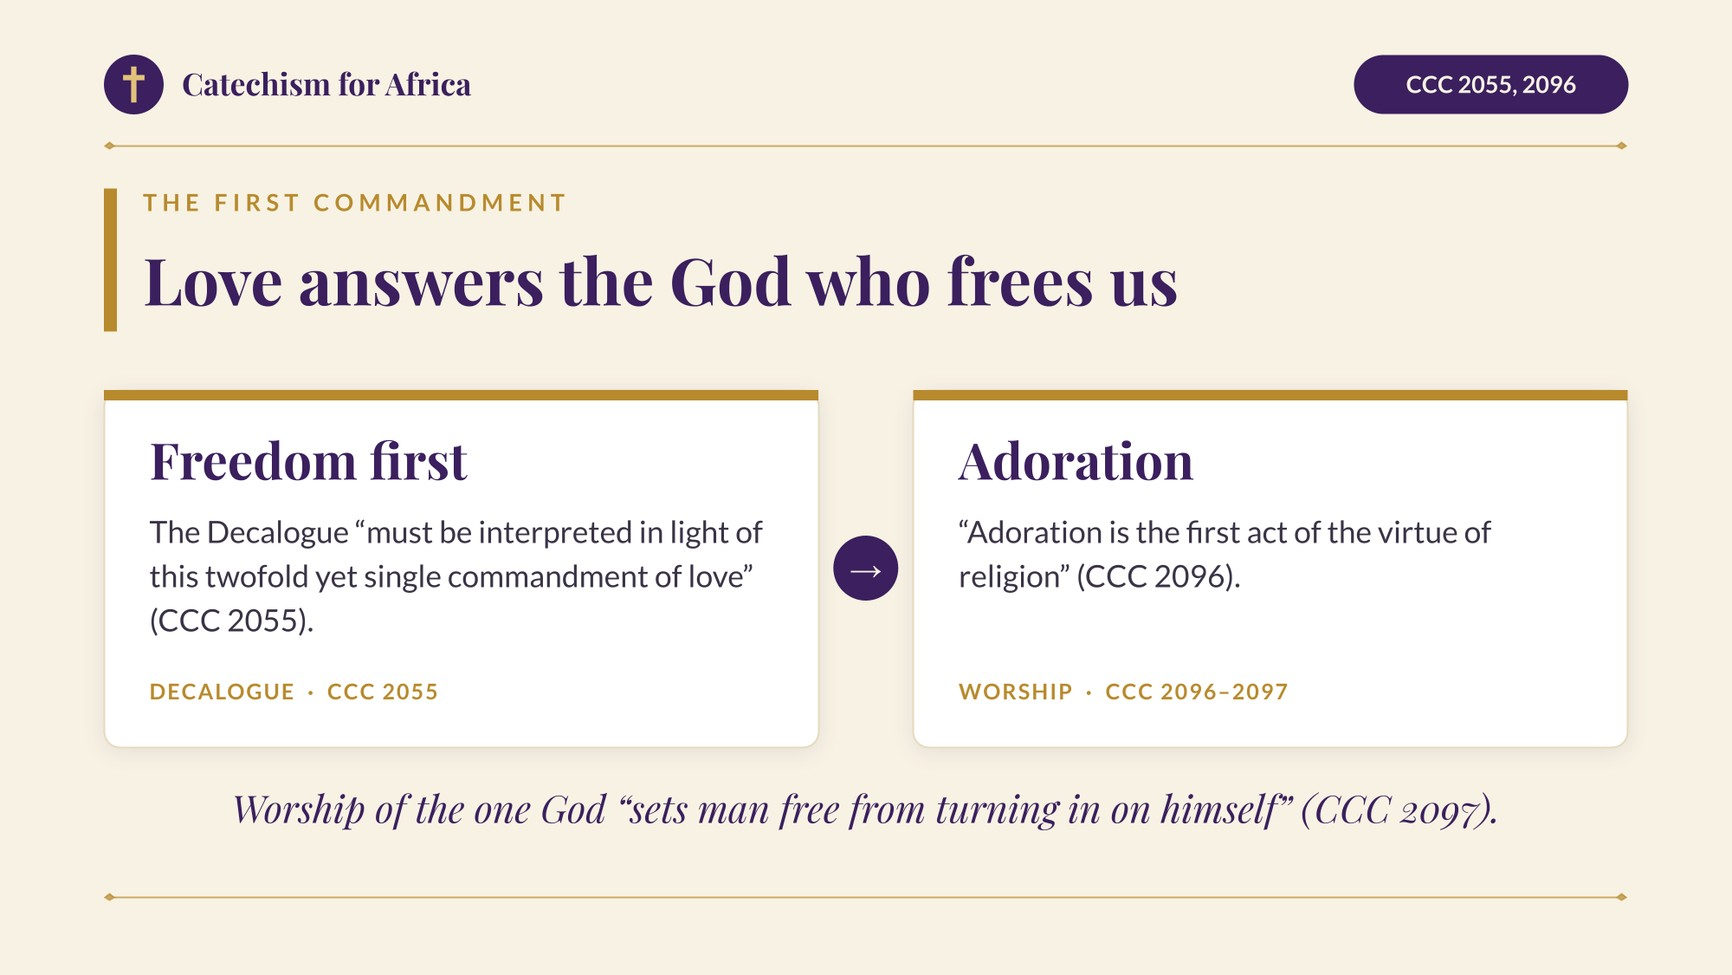 Catechism for Africa
CCC 2055, 2096
THE FIRST COMMANDMENT
Love answers the God who frees us
Freedom first
The Decalogue “must be interpreted in light of
this twofold yet single commandment of love”
(CCC 2055).
DECALOGUE · CCC 2055
→
Adoration
“Adoration is the first act of the virtue of
religion” (CCC 2096).
WORSHIP · CCC 2096–2097
Worship of the one God “sets man free from turning in on himself” (CCC 2097).